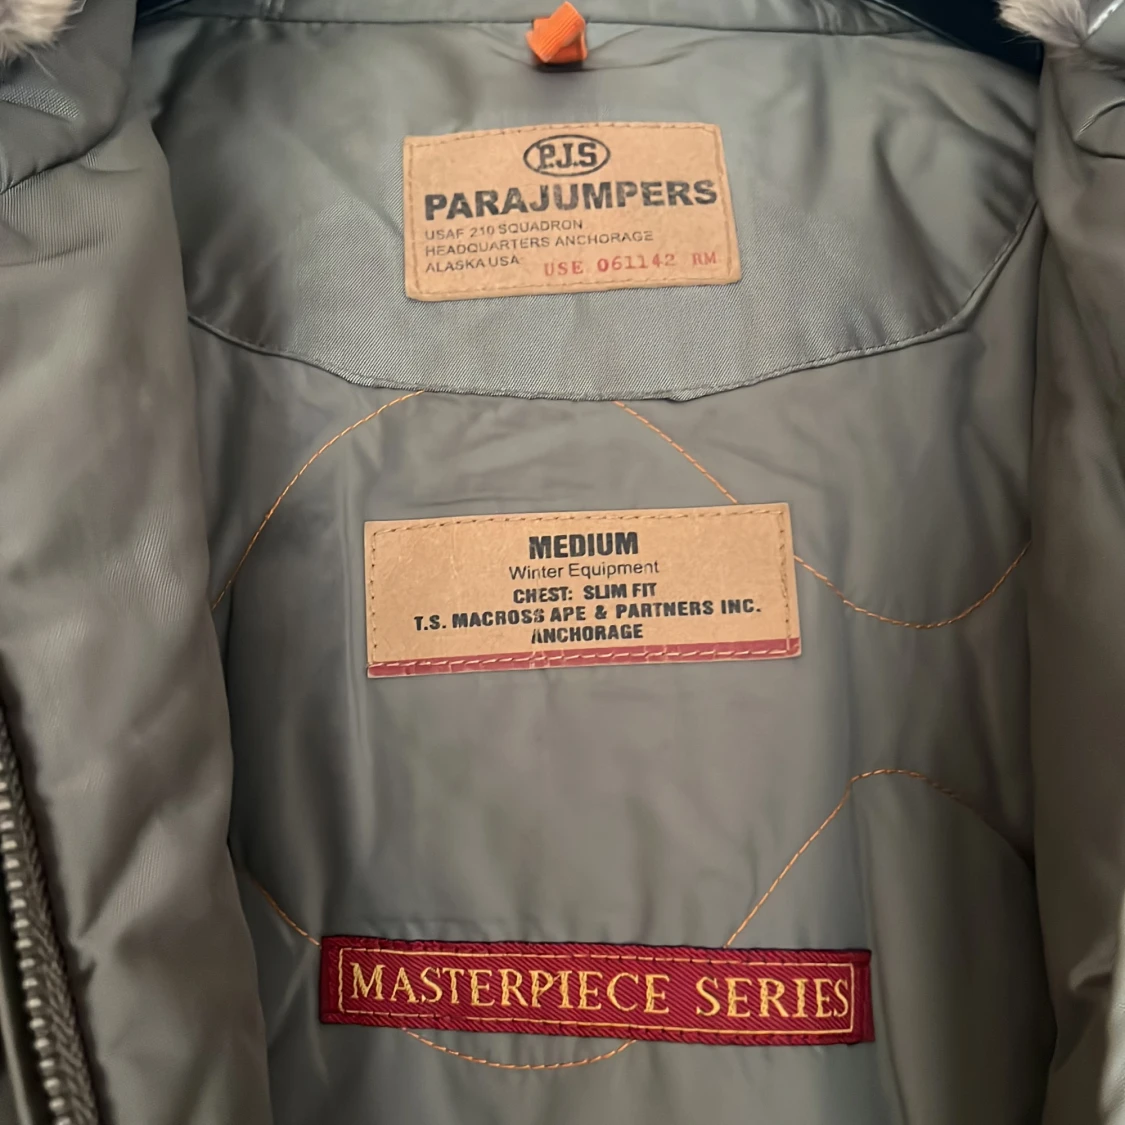 P.J.S
PARAJUMPERS
USAF 210 SQUADRON
HEADQUARTERS ANCHORAGE
ALASKA USA USE 061142 RM
MEDIUM
Winter Equipment
CHEST: SLIM FIT
T.S. MACROSS APE & PARTNERS INC.
ANCHORAGE
MASTERPIECE SERIES